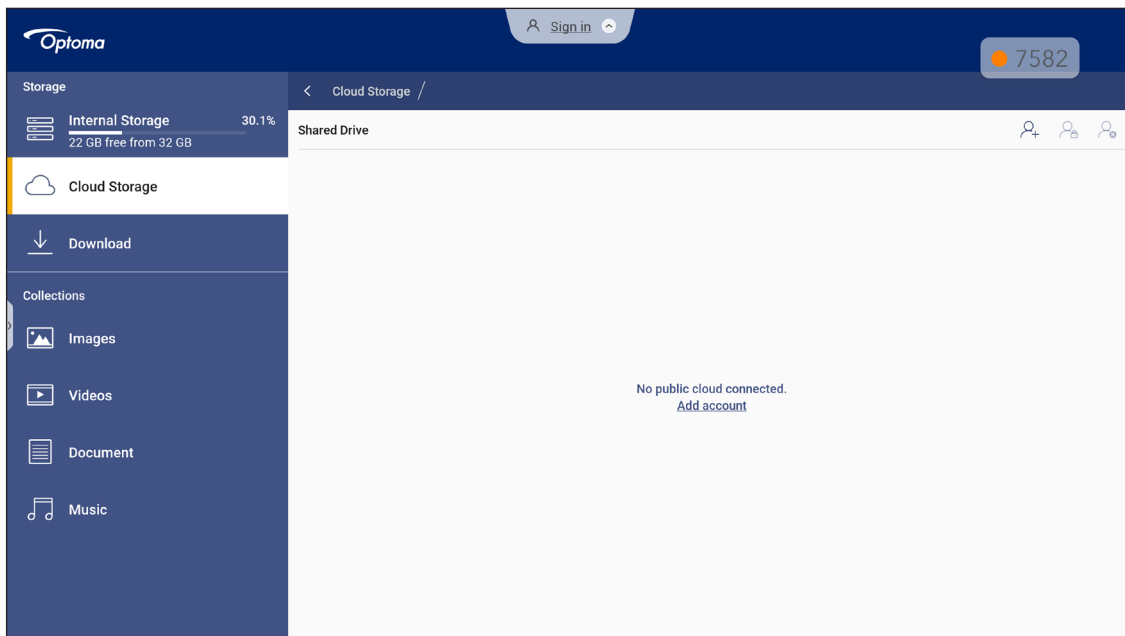 Optoma
Sign in
7582
Storage
Internal Storage 30.1%
22 GB free from 32 GB
Cloud Storage
Download
Collections
Images
Videos
Document
Music
Cloud Storage /
Shared Drive
No public cloud connected.
Add account